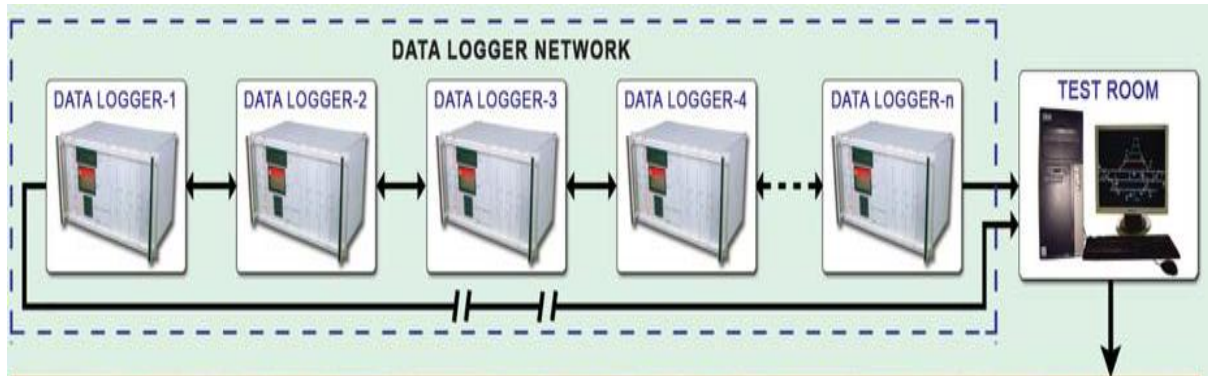 DATA LOGGER NETWORK
DATA LOGGER-1
DATA LOGGER-2
DATA LOGGER-3
DATA LOGGER-4
DATA LOGGER-n
TEST ROOM